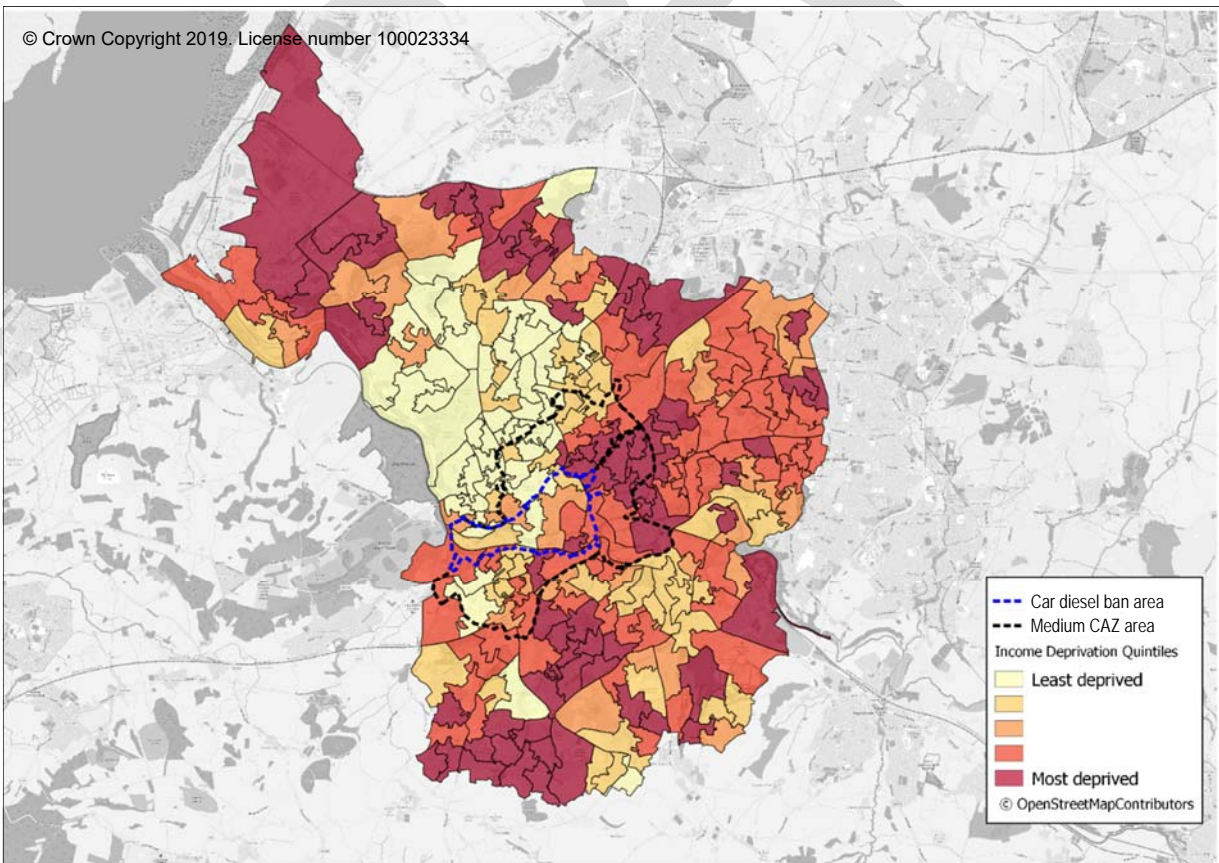 © Crown Copyright 2019. License number 100023334
Car diesel ban area
Medium CAZ area
Income Deprivation Quintiles
Least deprived
Most deprived
© OpenStreetMapContributors